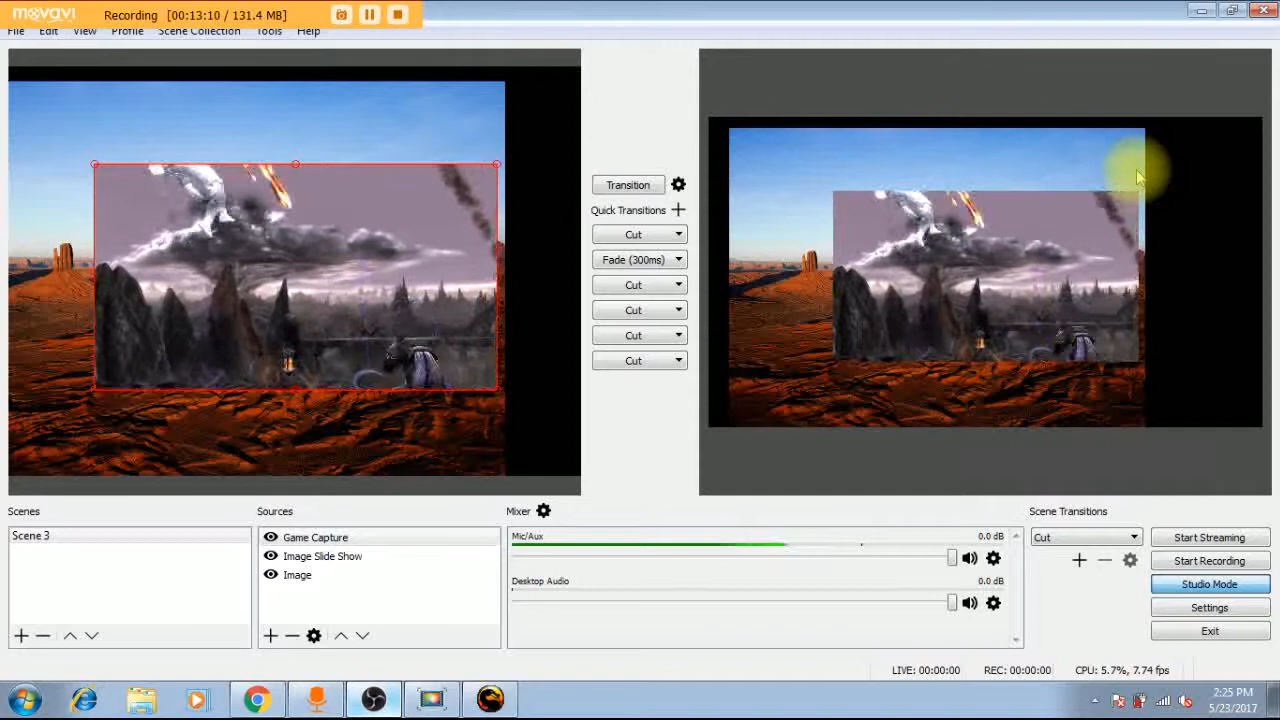 movavi
Recording [00:13:10 / 131.4 MB]
File Edit View Profile Scene Collection Tools Help
Transition
Quick Transitions
Cut
Fade (300ms)
Cut
Cut
Cut
Cut
Scenes
Sources
Mixer
Scene Transitions
Scene 3
Game Capture
Image Slide Show
Image
Mic/Aux 0.0 dB
Desktop Audio 0.0 dB
Cut
Start Streaming
Start Recording
Studio Mode
Settings
Exit
LIVE: 00:00:00 REC: 00:00:00 CPU: 5.7%, 7.74 fps
2:25 PM
5/23/2017